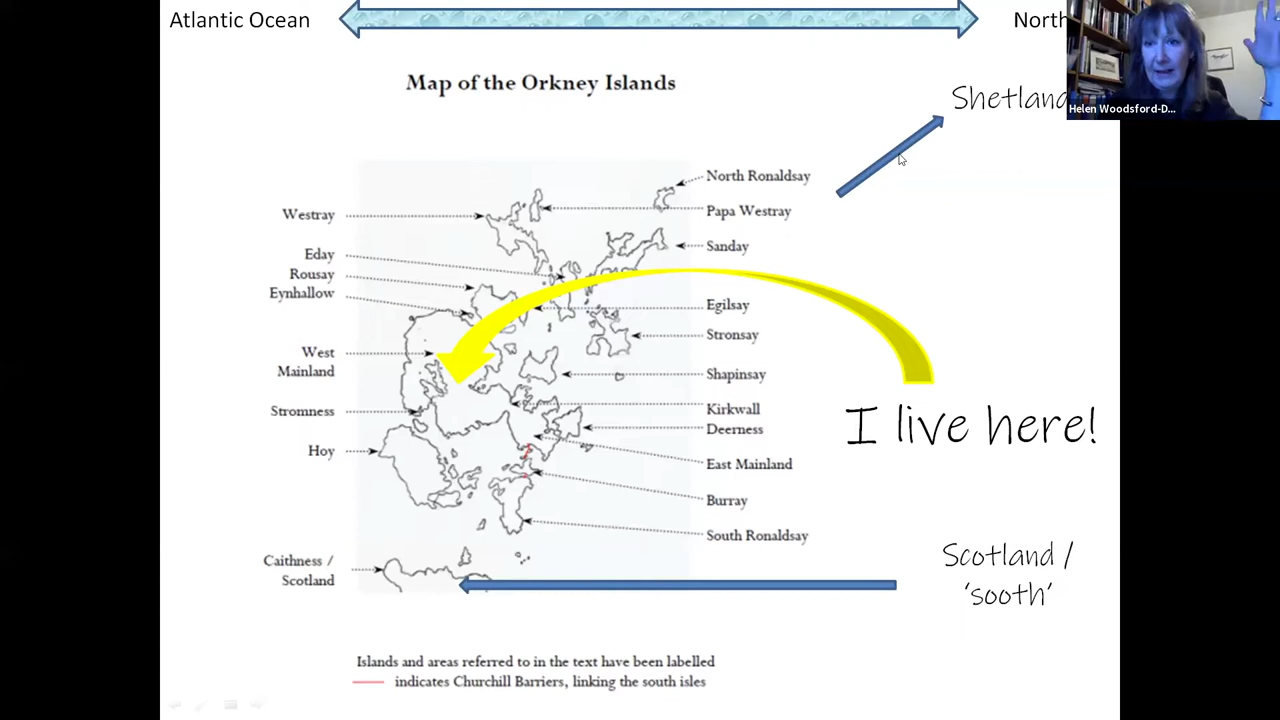 Atlantic Ocean
North
Helen Woodsford-D...
Map of the Orkney Islands
Shetland
North Ronaldsay
Westray
Papa Westray
Eday
Sanday
Rousay
Eynhallow
Egilsay
Stronsay
West
Mainland
Shapinsay
Stromness
Kirkwall
Deerness
I live here!
Hoy
East Mainland
Burray
South Ronaldsay
Caithness /
Scotland
Scotland /
'sooth'
Islands and areas referred to in the text have been labelled
indicates Churchill Barriers, linking the south isles